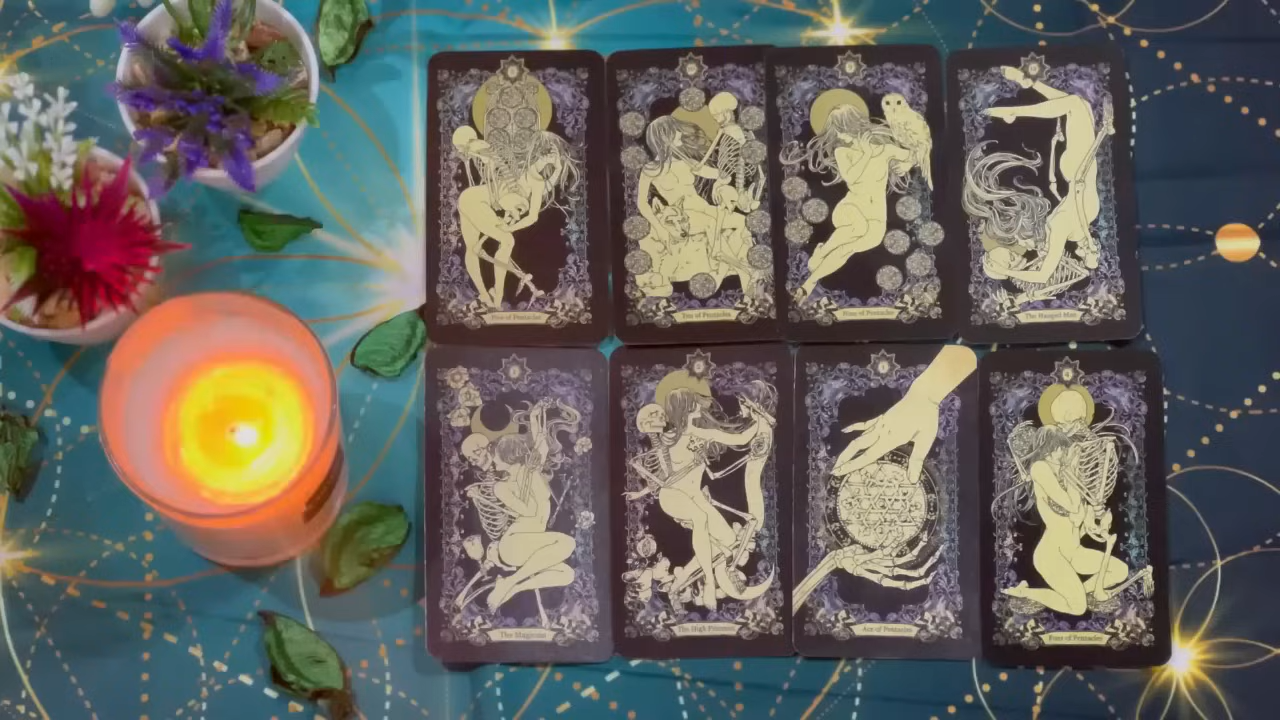 Five of Pentacles
Ten of Pentacles
Nine of Pentacles
The Hanged Man
The Magician
The High Priestess
Ace of Pentacles
Four of Pentacles